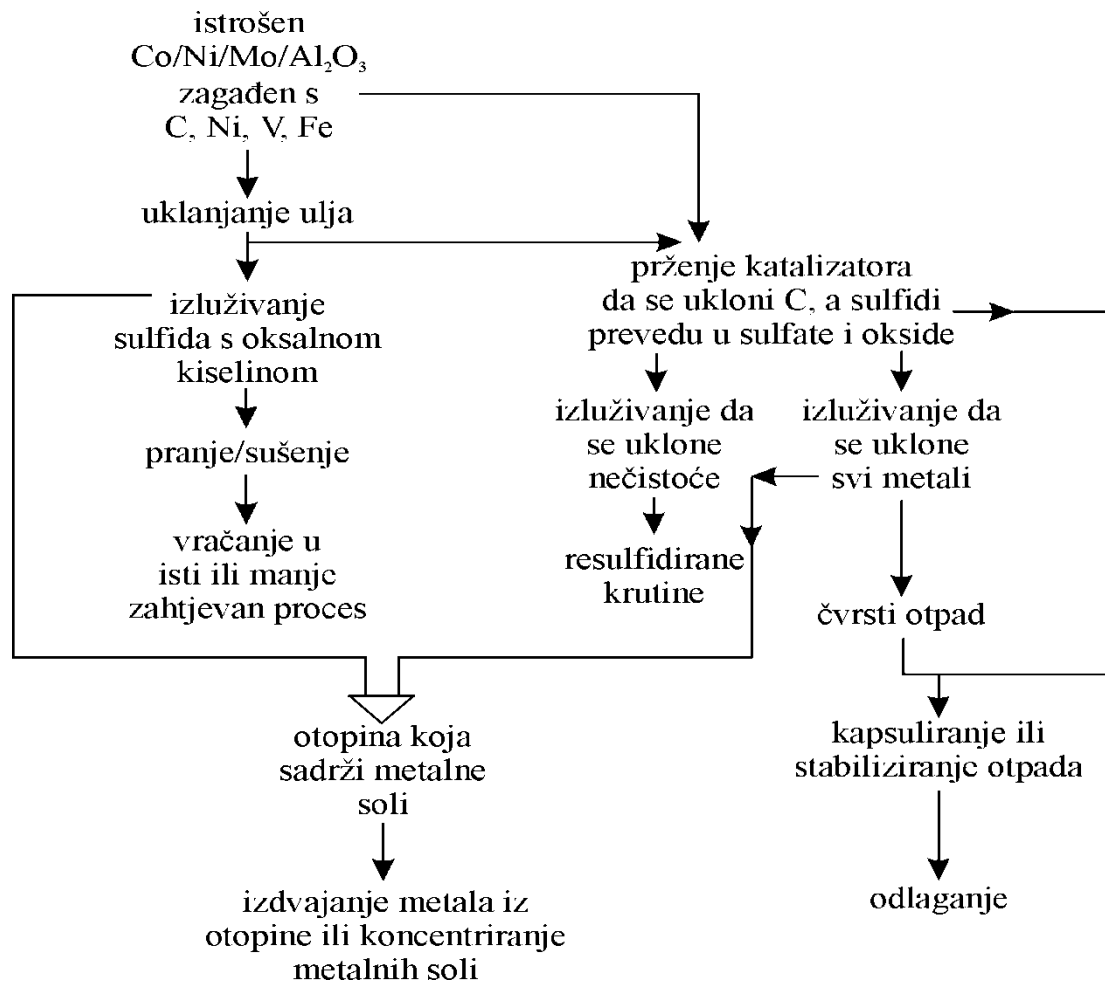 istrošen
Co/Ni/Mo/Al₂O₃
zagađen s
C, Ni, V, Fe
uklanjanje ulja
izluživanje
sulfida s oksalnom
kiselinom
pranje/sušenje
vračanje u
isti ili manje
zahtjevan proces
prženje katalizatora
da se ukloni C, a sulfidi
prevedu u sulfate i okside
izluživanje da
se uklone
nečistoće
resulfidirane
krutine
izluživanje da
se uklone
svi metali
čvrsti otpad
kapsuliranje ili
stabiliziranje otpada
odlaganje
otopina koja
sadrži metalne
soli
izdvajanje metala iz
otopine ili koncentriranje
metalnih soli